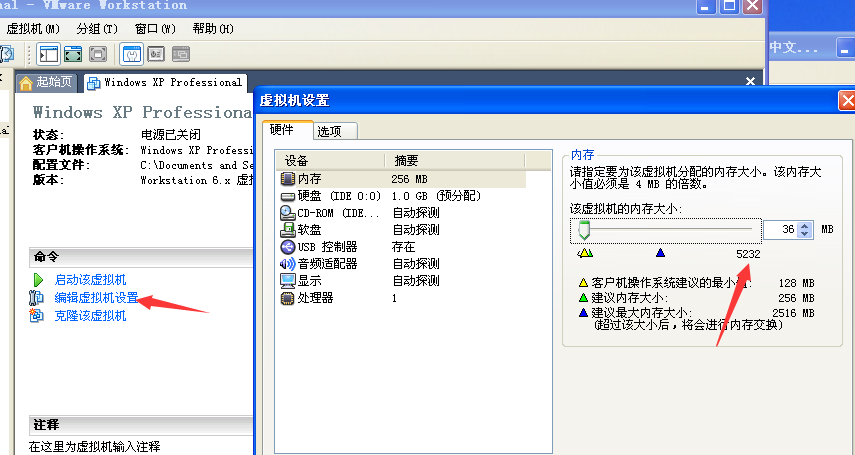 nal - VMware Workstation
虚拟机(M) 分组(T) 窗口(W) 帮助(H)
中文...
起始页 Windows XP Professional
Windows XP Professiona
状态: 电源已关闭
客户机操作系统: Windows XP Professi
配置文件: C:\Documents and Se
版本: Workstation 6.x 虚拟
命令
启动该虚拟机
编辑虚拟机设置
克隆该虚拟机
注释
在这里为虚拟机输入注释
虚拟机设置
硬件 选项
设备 摘要
内存 256 MB
硬盘 (IDE 0:0) 1.0 GB (预分配)
CD-ROM (IDE... 自动探测
软盘 自动探测
USB 控制器 存在
音频适配器 自动探测
显示 自动探测
处理器 1
内存
请指定要为该虚拟机分配的内存大小。该内存大
小值必须是 4 MB 的倍数。
该虚拟机的内存大小:
36 MB
5232
客户机操作系统建议的最小值: 128 MB
建议内存大小: 256 MB
建议最大内存大小: 2516 MB
(超过该大小后,将会进行内存交换)